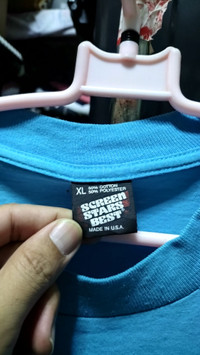 XL 50% COTTON
50% POLYESTER
SCREEN
STARS
BEST
MADE IN U.S.A.